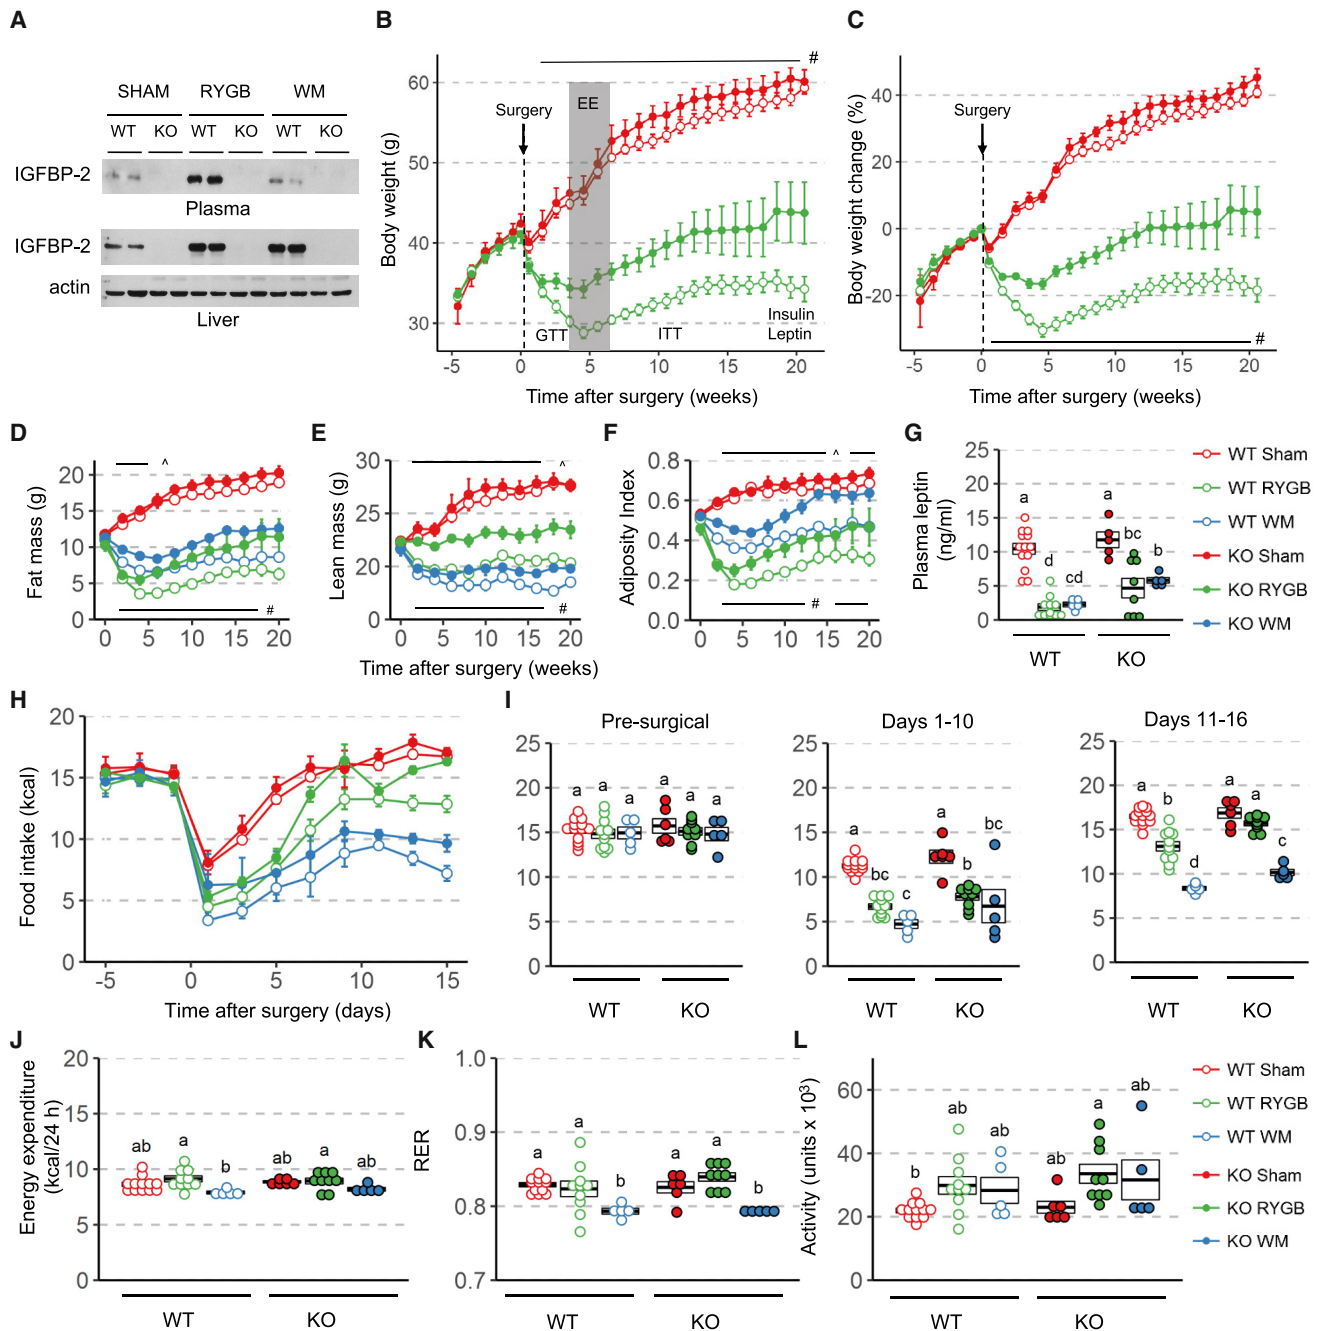 A
SHAM RYGB WM
WT KO WT KO WT KO
IGFBP-2
Plasma
IGFBP-2
actin
Liver
B
Body weight (g)
60
50
40
30
Surgery
EE
#
GTT
ITT
Insulin
Leptin
-5 0 5 10 15 20
Time after surgery (weeks)
C
Body weight change (%)
40
20
0
-20
Surgery
#
-5 0 5 10 15 20
Time after surgery (weeks)
D
Fat mass (g)
20
15
10
5
0
^
#
0 5 10 15 20
E
Lean mass (g)
30
25
20
0
^
#
0 5 10 15 20
Time after surgery (weeks)
F
Adiposity Index
0.8
0.6
0.4
0.2
0
^
#
0 5 10 15 20
G
Plasma leptin
(ng/ml)
25
20
15
10
5
0
a d cd a bc b
WT KO
WT Sham
WT RYGB
WT WM
KO Sham
KO RYGB
KO WM
H
Food intake (kcal)
20
15
10
5
0
-5 0 5 10 15
Time after surgery (days)
I
Pre-surgical
25
20
15
10
5
0
a a a a a a
WT KO
Days 1-10
25
20
15
10
5
0
a bc c a b bc
WT KO
Days 11-16
25
20
15
10
5
0
a b d a a c
WT KO
J
Energy expenditure
(kcal/24 h)
20
15
10
5
0
ab a b ab a ab
WT KO
K
RER
1.0
0.9
0.8
0.7
a a b a a b
WT KO
L
Activity (units x 10³)
60
40
20
0
b ab ab ab a ab
WT KO
WT Sham
WT RYGB
WT WM
KO Sham
KO RYGB
KO WM